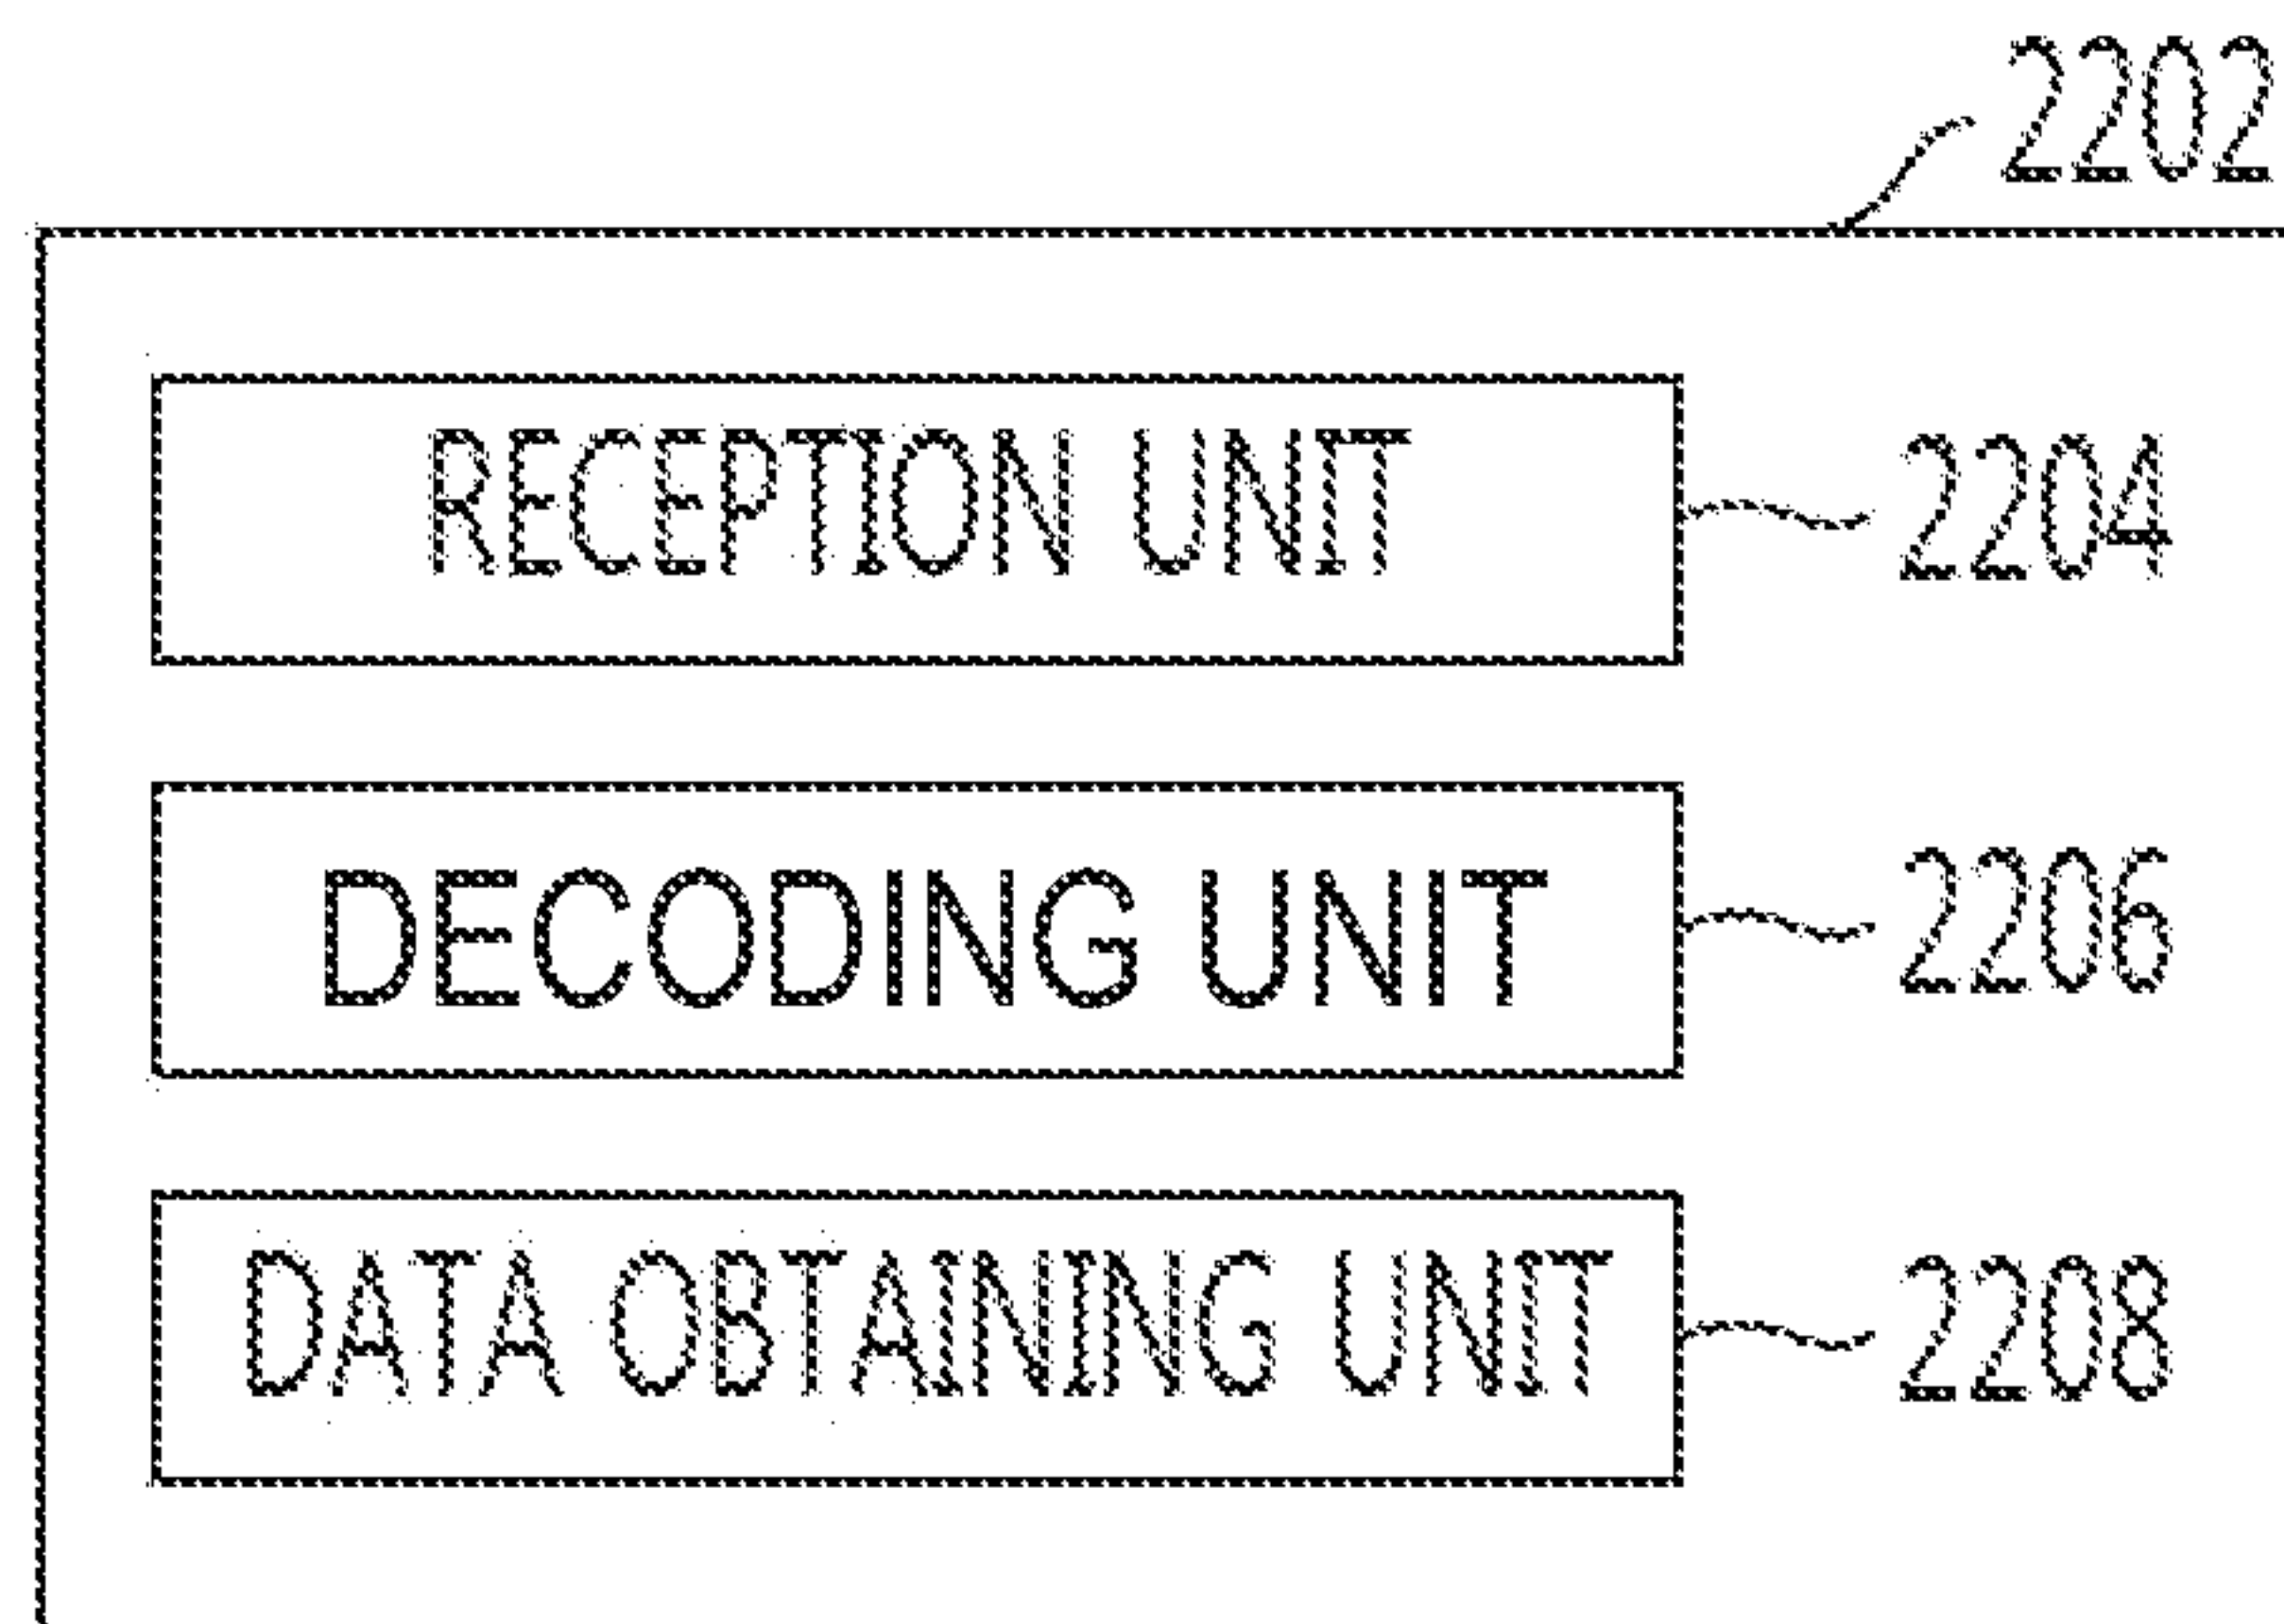 2202
RECEPTION UNIT 2204
DECODING UNIT 2206
DATA OBTAINING UNIT 2208